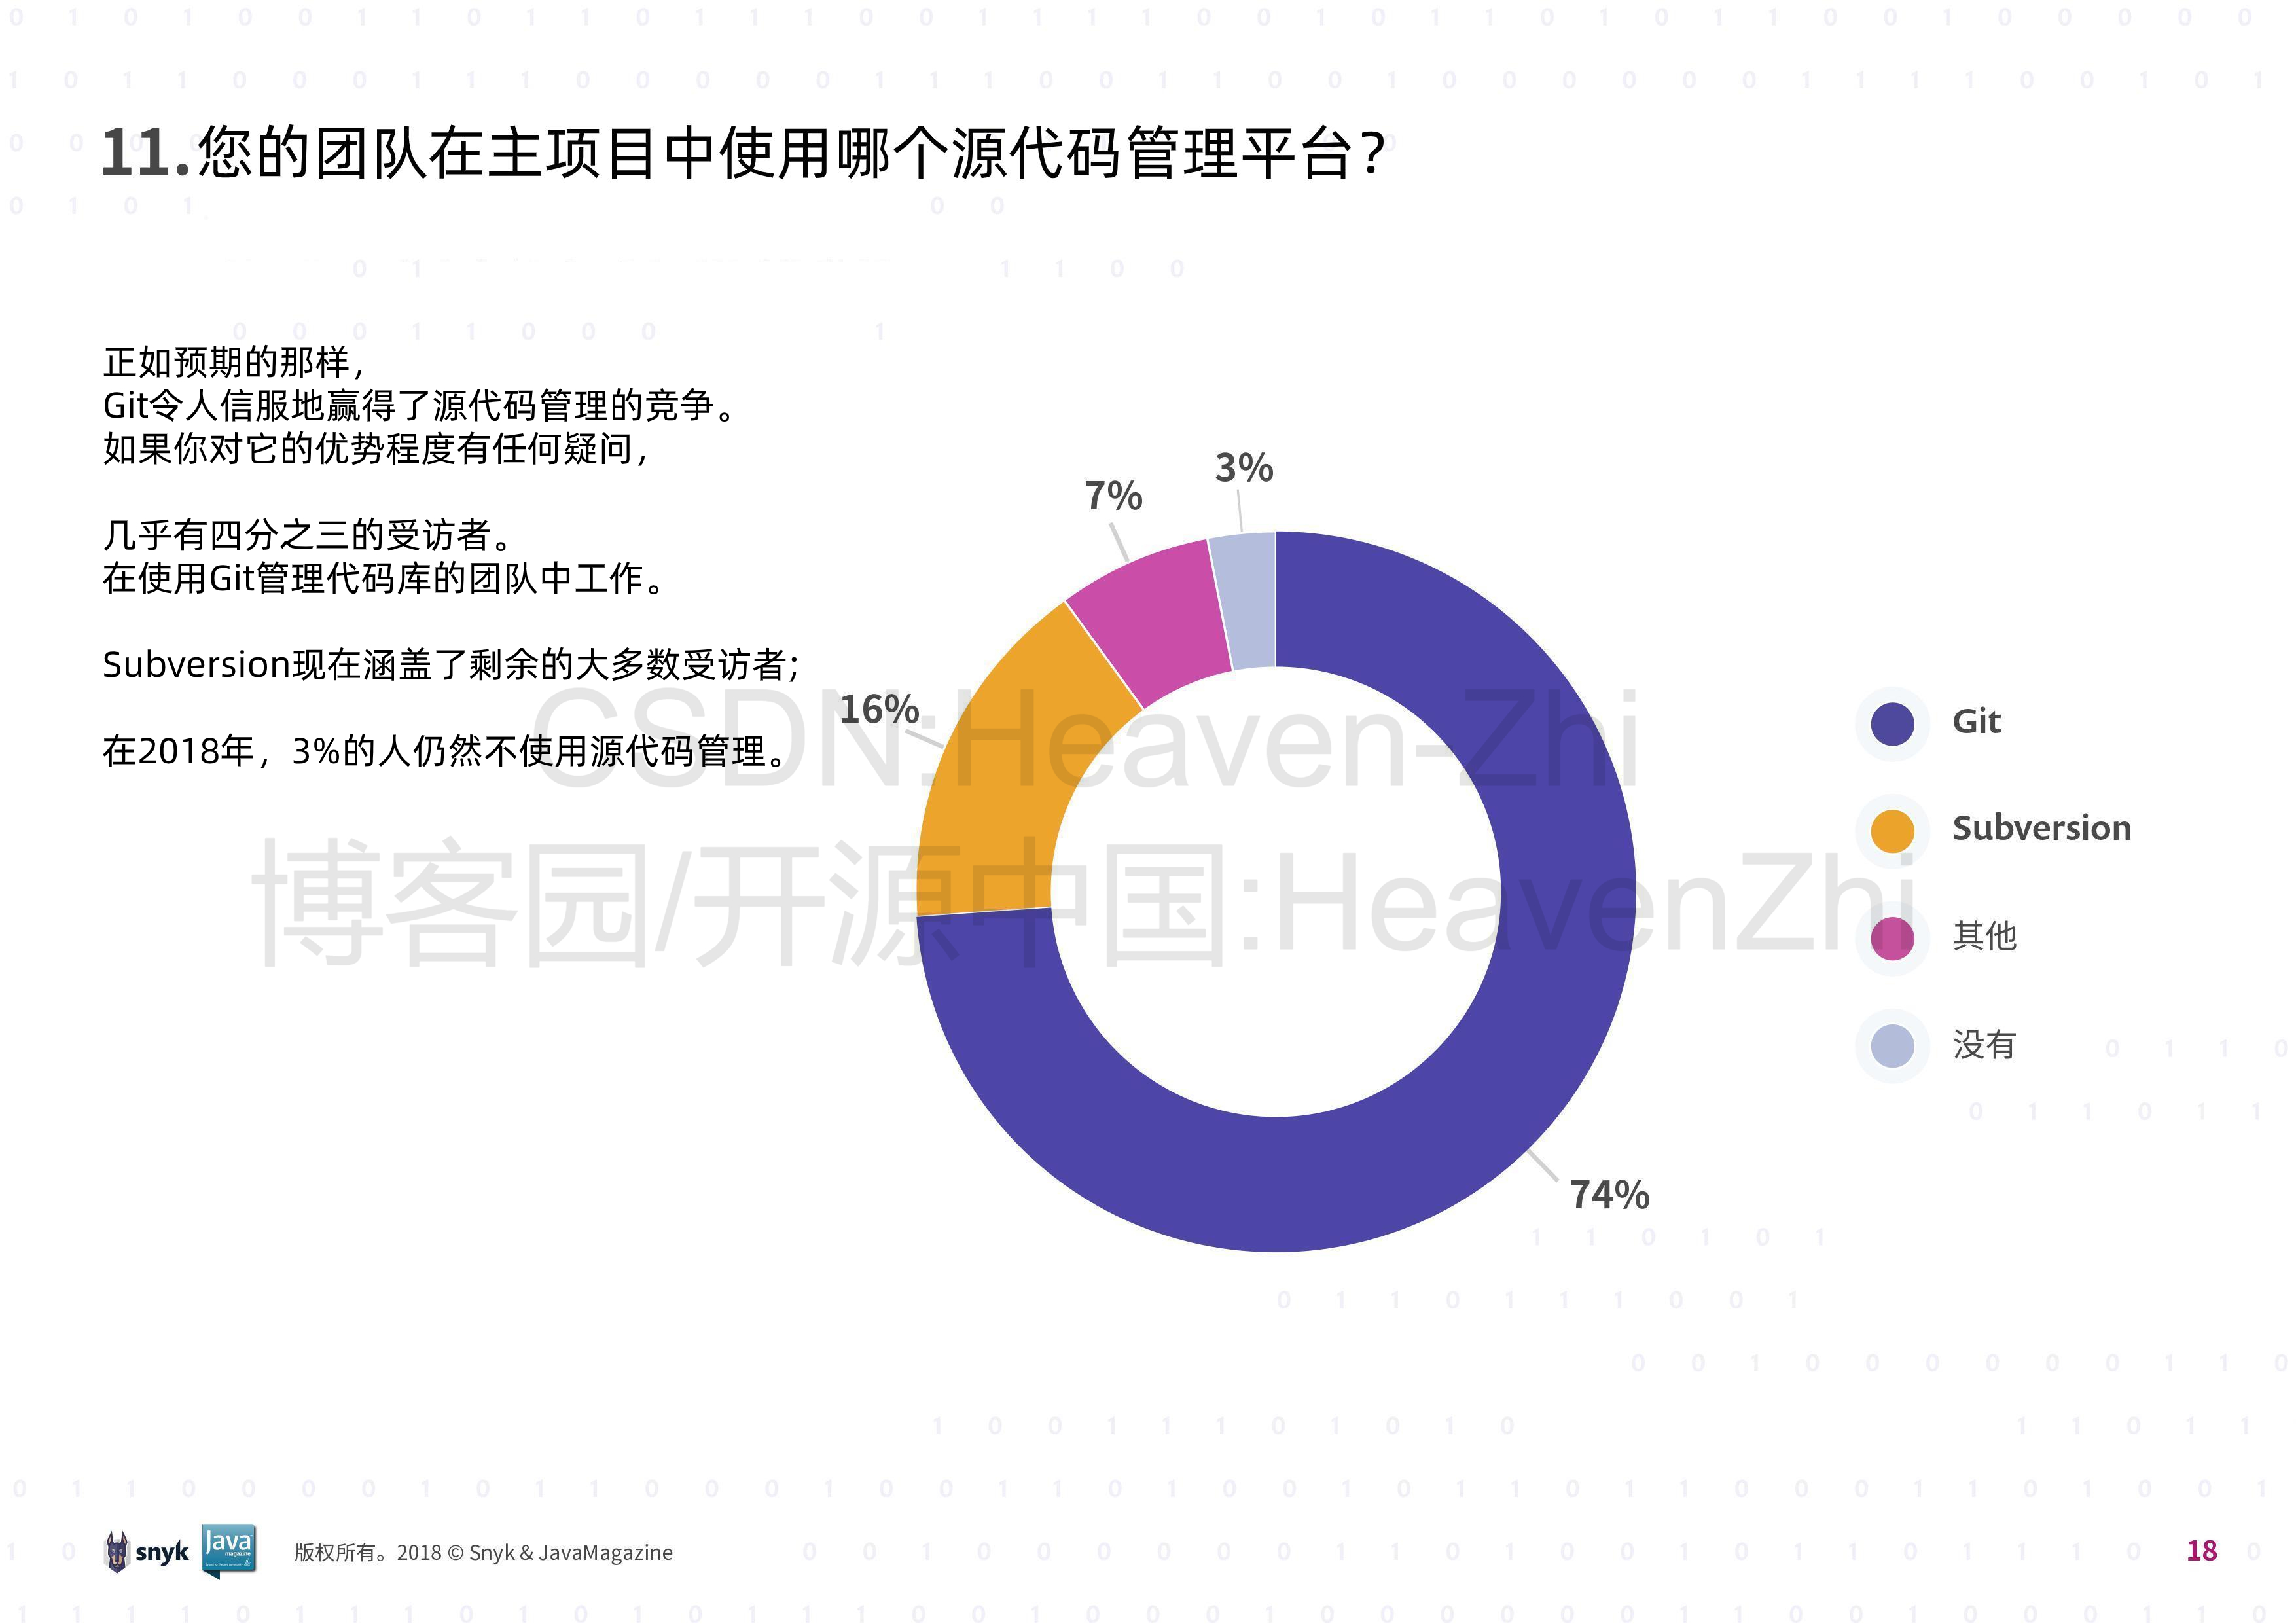 11.您的团队在主项目中使用哪个源代码管理平台？
正如预期的那样，
Git令人信服地赢得了源代码管理的竞争。
如果你对它的优势程度有任何疑问，
几乎有四分之三的受访者。
在使用Git管理代码库的团队中工作。
Subversion现在涵盖了剩余的大多数受访者；
在2018年，3%的人仍然不使用源代码管理。
3%
7%
16%
74%
Git
Subversion
其他
没有
CSDN:Heaven-Zhi
博客园/开源中国:HeavenZhi
snyk
Java
magazine
版权所有。2018 © Snyk & JavaMagazine
18